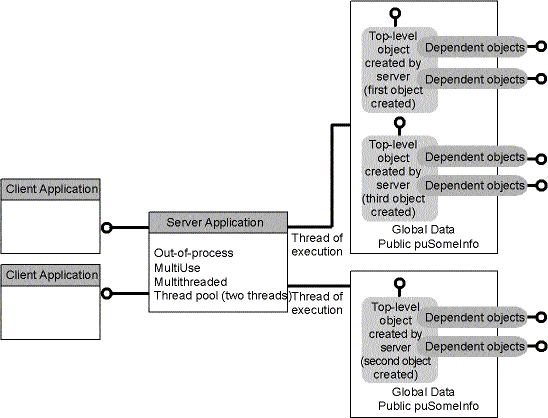 Top-level
object
created by
server
(first object
created)
Dependent objects
Dependent objects
Top-level
object
created by
server
(third object
created)
Dependent objects
Dependent objects
Global Data
Public puSomeInfo
Client Application
Client Application
Server Application
Out-of-process
MultiUse
Multithreaded
Thread pool (two threads)
Thread of
execution
Thread of
execution
Top-level
object
created by
server
(second object
created)
Dependent objects
Dependent objects
Global Data
Public puSomeInfo